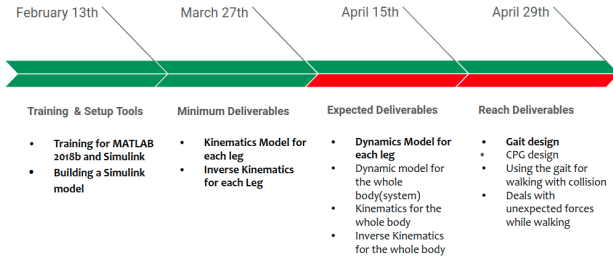 February 13th
March 27th
April 15th
April 29th
Training & Setup Tools
• Training for MATLAB
2018b and Simulink
• Building a Simulink
model
Minimum Deliverables
• Kinematics Model for
each leg
• Inverse Kinematics
for each Leg
Expected Deliverables
• Dynamics Model for
each leg
• Dynamic model for
the whole
body(system)
• Kinematics for the
whole body
• Inverse Kinematics
for the whole body
Reach Deliverables
• Gait design
• CPG design
• Using the gait for
walking with collision
• Deals with
unexpected forces
while walking